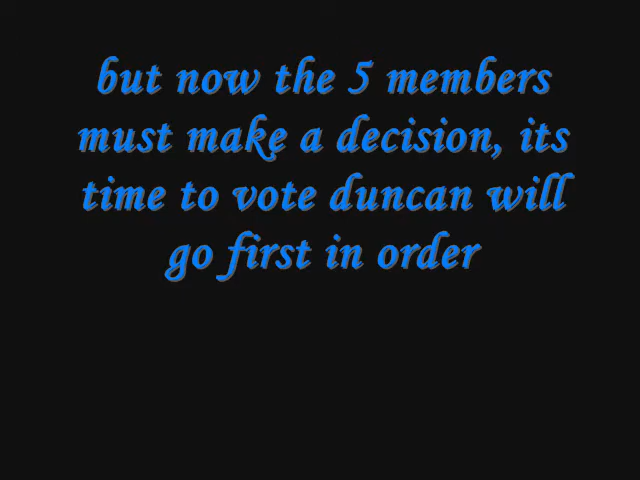 but now the 5 members
must make a decision, its
time to vote duncan will
go first in order